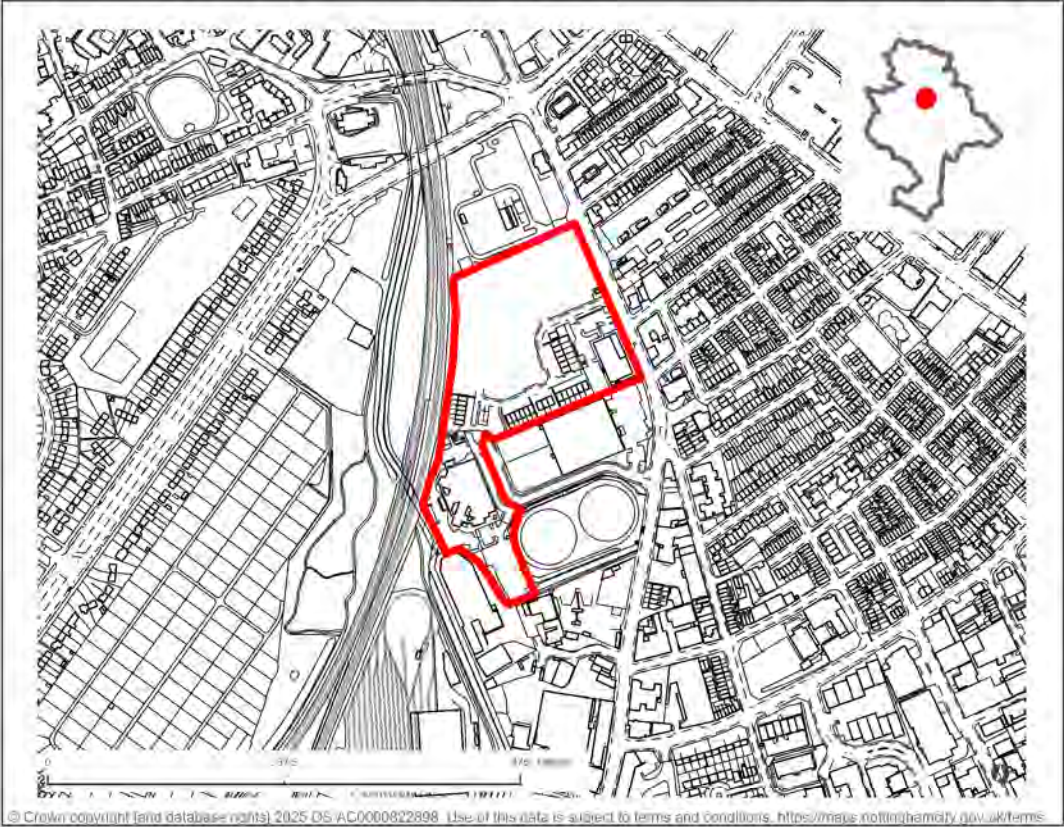 0
© Crown copyright [and database rights] 2025 OS AC0000822898. Use of this data is subject to terms and conditions. https://maps.nottinghamcity.gov.uk/terms